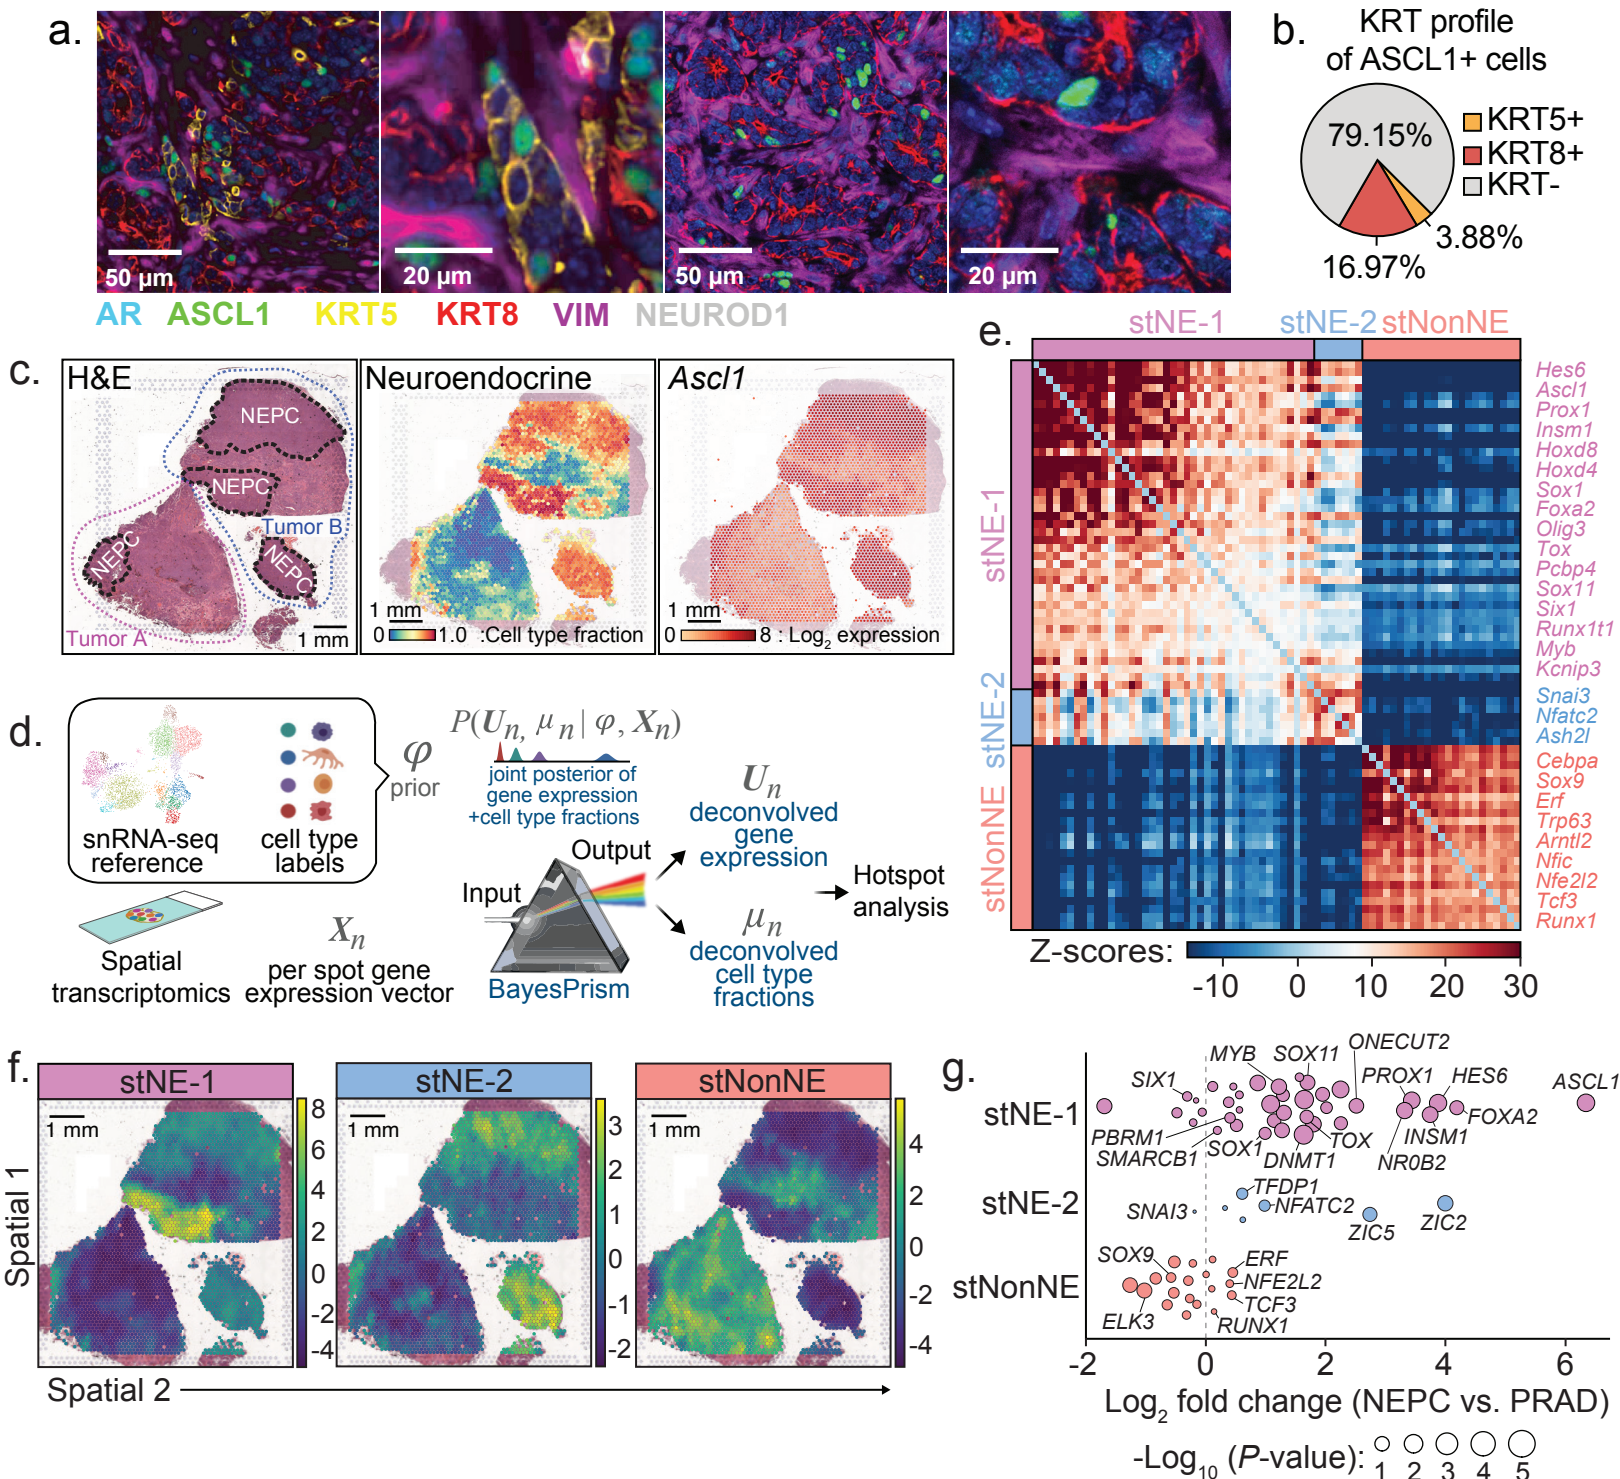 a.
50 µm
20 µm
50 µm
20 µm
AR ASCL1 KRT5 KRT8 VIM NEUROD1
b.
KRT profile
of ASCL1+ cells
79.15%
KRT5+
KRT8+
KRT-
3.88%
16.97%
c.
H&E
NEPC
NEPC
Tumor B
NEPC
NEPC
Tumor A
1 mm
Neuroendocrine
1 mm
0 1.0 :Cell type fraction
Ascl1
1 mm
0 8 : Log2 expression
d.
snRNA-seq
reference
cell type
labels
φ
prior
P(Un, μn | φ, Xn)
joint posterior of
gene expression
+cell type fractions
Spatial
transcriptomics
Xn
per spot gene
expression vector
Input
Output
BayesPrism
Un
deconvolved
gene
expression
μn
deconvolved
cell type
fractions
Hotspot
analysis
e.
stNE-1 stNE-2 stNonNE
stNE-1
stNE-2
stNonNE
Hes6
Ascl1
Prox1
Insm1
Hoxd8
Hoxd4
Sox1
Foxa2
Olig3
Tox
Pcbp4
Sox11
Six1
Runx1t1
Myb
Kcnip3
Snai3
Nfatc2
Ash2l
Cebpa
Sox9
Erf
Trp63
Arntl2
Nfic
Nfe2l2
Tcf3
Runx1
Z-scores:
-10 0 10 20 30
f.
stNE-1
1 mm
8
6
4
2
0
-2
-4
stNE-2
1 mm
3
2
1
0
-1
-2
stNonNE
1 mm
4
2
0
-2
-4
Spatial 1
Spatial 2
g.
stNE-1
stNE-2
stNonNE
MYB SOX11 ONECUT2
SIX1 PROX1 HES6 ASCL1
FOXA2
PBRM1 SOX1 TOX INSM1
SMARCB1 DNMT1 NR0B2
TFDP1
SNAI3 NFATC2
ZIC5 ZIC2
SOX9 ERF
NFE2L2
TCF3
ELK3 RUNX1
-2 0 2 4 6
Log2 fold change (NEPC vs. PRAD)
-Log10 (P-value):
1 2 3 4 5